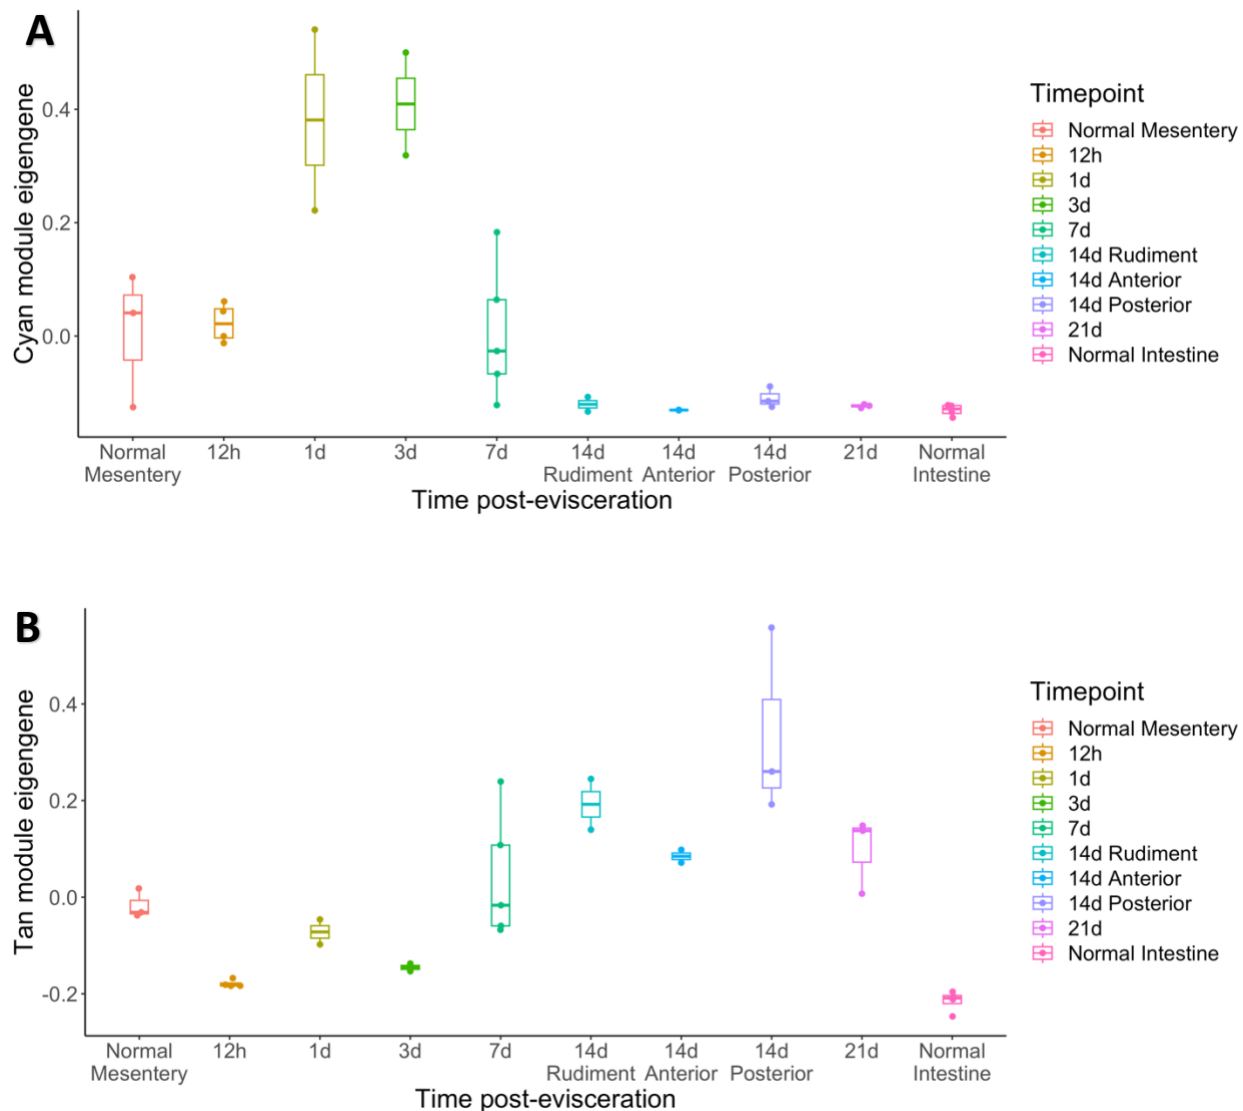 A
Cyan module eigengene
0.4
0.2
0.0
Normal Mesentery
12h
1d
3d
7d
14d Rudiment
14d Anterior
14d Posterior
21d
Normal Intestine
Time post-evisceration
Timepoint
Normal Mesentery
12h
1d
3d
7d
14d Rudiment
14d Anterior
14d Posterior
21d
Normal Intestine
B
Tan module eigengene
0.4
0.2
0.0
-0.2
Normal Mesentery
12h
1d
3d
7d
14d Rudiment
14d Anterior
14d Posterior
21d
Normal Intestine
Time post-evisceration
Timepoint
Normal Mesentery
12h
1d
3d
7d
14d Rudiment
14d Anterior
14d Posterior
21d
Normal Intestine